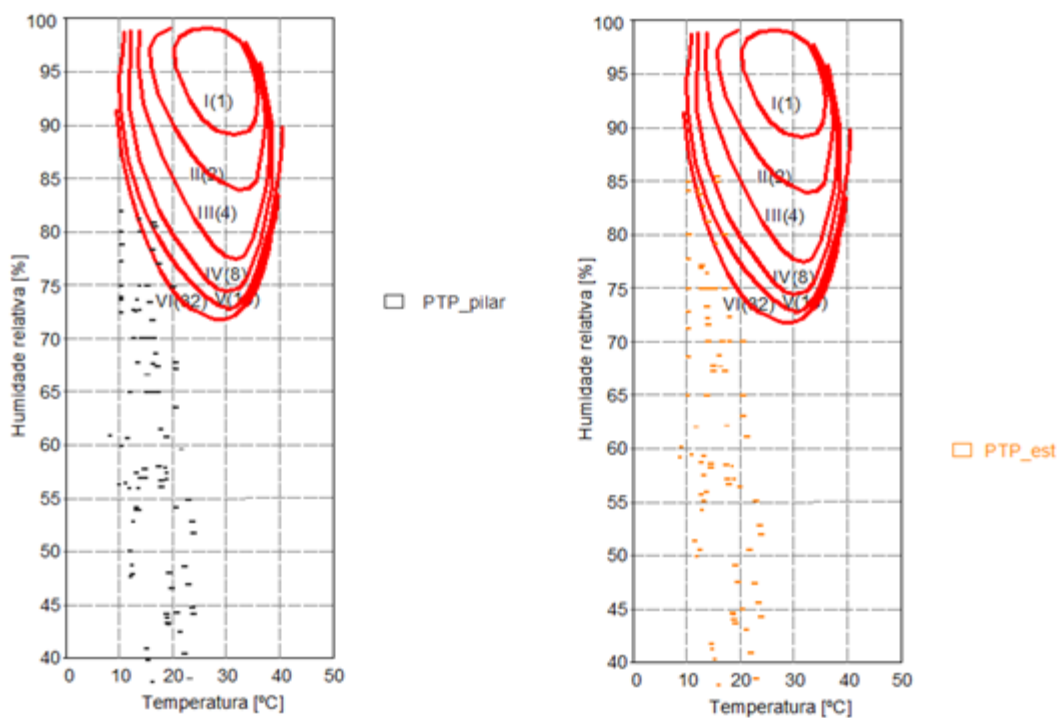 100
95
90
85
80
75
70
65
60
55
50
45
40
Humidade relativa [%]
0 10 20 30 40 50
Temperatura [ºC]
I(1)
II(2)
III(4)
IV(8)
VI(32)
PTP_pilar
100
95
90
85
80
75
70
65
60
55
50
45
40
Humidade relativa [%]
0 10 20 30 40 50
Temperatura [ºC]
I(1)
II(2)
III(4)
IV(8)
VI(32)
PTP_est